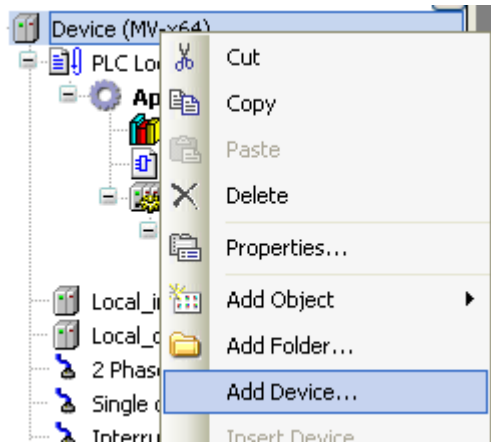 Device (MV-x64)
PLC Lo
Ap
Local_i
Local_
2 Phas
Single
Interru
Cut
Copy
Paste
Delete
Properties...
Add Object
Add Folder...
Add Device...
Insert Device